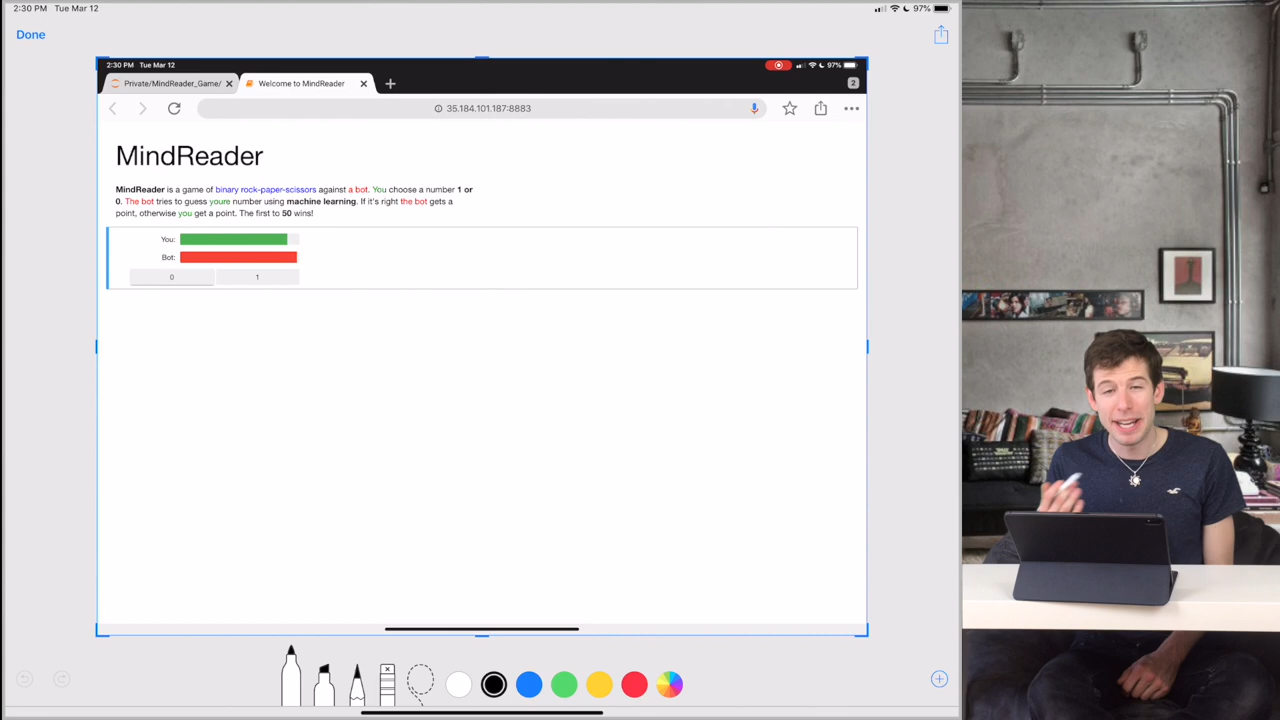 2:30 PM Tue Mar 12
97%
Done
2:30 PM Tue Mar 12
97%
Private/MindReader_Game/
Welcome to MindReader
2
35.184.101.187:8883
MindReader
MindReader is a game of binary rock-paper-scissors against a bot. You choose a number 1 or
0. The bot tries to guess youre number using machine learning. If it's right the bot gets a
point, otherwise you get a point. The first to 50 wins!
You:
Bot:
0
1